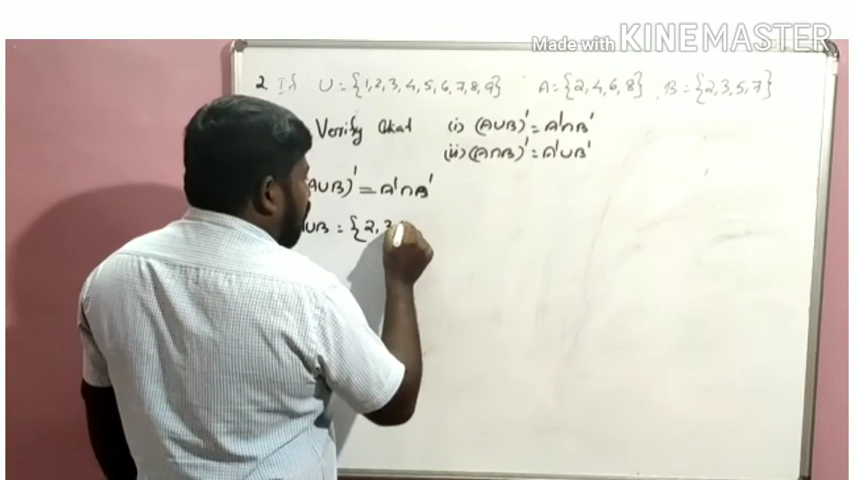 Made with KINEMASTER
2. If U = {1, 2, 3, 4, 5, 6, 7, 8, 9} A = {2, 4, 6, 8}, B = {2, 3, 5, 7}
Verify that (i) (A∪B)' = A'∩B'
(ii) (A∩B)' = A'∪B'
A∪B)' = A'∩B'
∪B = {2, 3